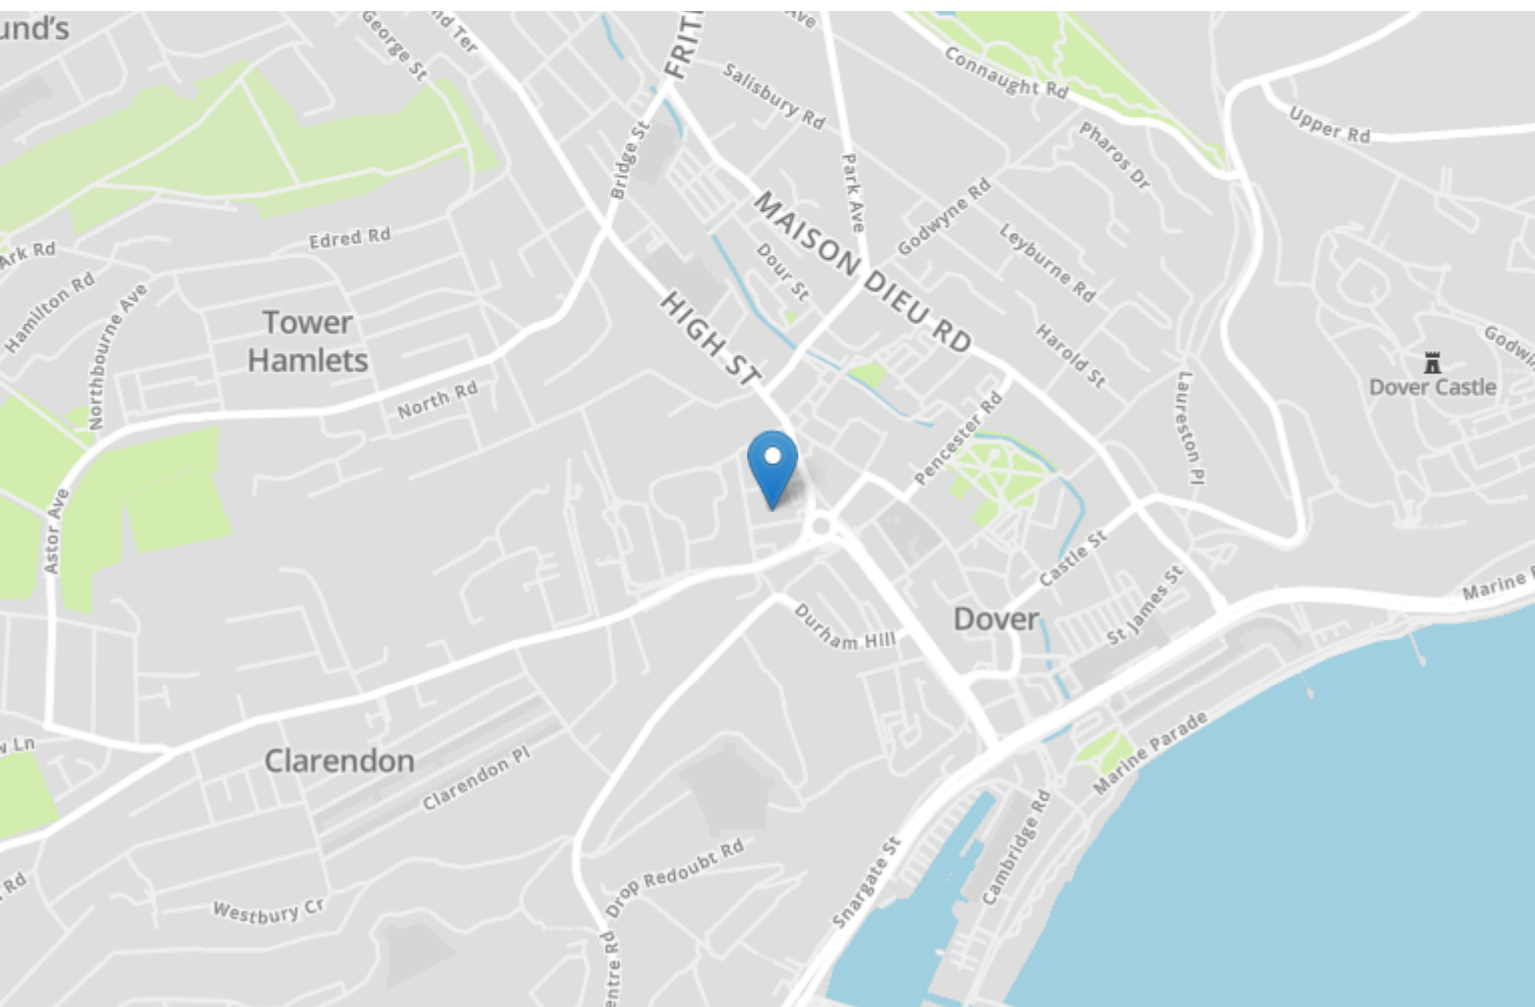 und's
George St
nd Ter
FRIT
Ave
Salisbury Rd
Connaught Rd
Upper Rd
Pharos Dr
Bridge St
Park Ave
MAISON DIEU RD
Godwyne Rd
Leyburne Rd
Edred Rd
Ark Rd
Hamilton Rd
Northbourne Ave
Dour St
HIGH ST
Tower
Hamlets
Harold St
Godwi
Dover Castle
Laureston Pl
North Rd
Pencester Rd
Astor Ave
Castle St
St James St
Marine
Dover
Durham Hill
w Ln
Clarendon
Clarendon Pl
Marine Parade
Cambridge Rd
Snargate St
Drop Redoubt Rd
Rd
Westbury Cr
entre Rd